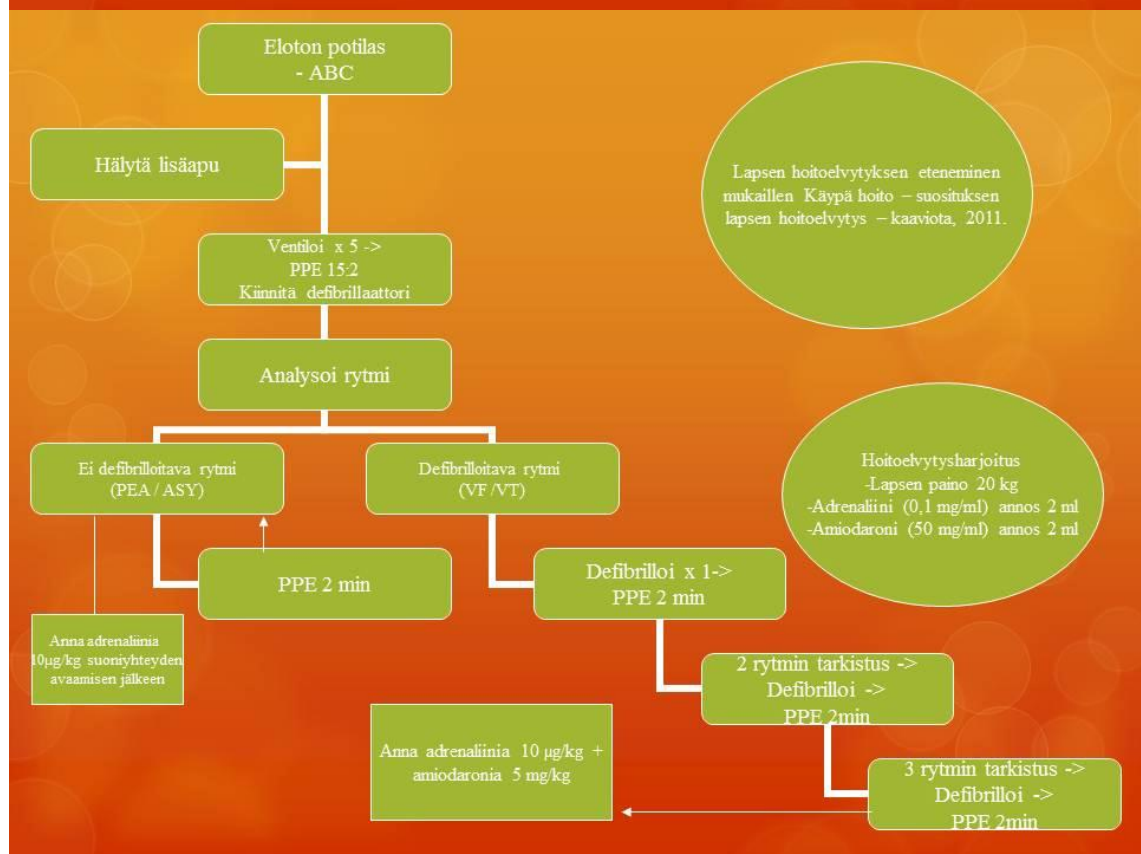 Eloton potilas
- ABC
Hälytä lisäapu
Lapsen hoitoelvytyksen eteneminen
mukaillen Käypä hoito – suosituksen
lapsen hoitoelvytys – kaaviota, 2011.
Ventiloi x 5 ->
PPE 15:2
Kiinnitä defibrillaattori
Analysoi rytmi
Ei defibrilloitava rytmi
(PEA / ASY)
Defibrilloitava rytmi
(VF /VT)
Hoitoelvytysharjoitus
-Lapsen paino 20 kg
-Adrenaliini (0,1 mg/ml) annos 2 ml
-Amiodaroni (50 mg/ml) annos 2 ml
PPE 2 min
Defibrilloi x 1->
PPE 2 min
Anna adrenaliinia
10µg/kg suoniyhteyden
avaamisen jälkeen
2 rytmin tarkistus ->
Defibrilloi ->
PPE 2min
Anna adrenaliinia 10 µg/kg +
amiodaronia 5 mg/kg
3 rytmin tarkistus ->
Defibrilloi ->
PPE 2min